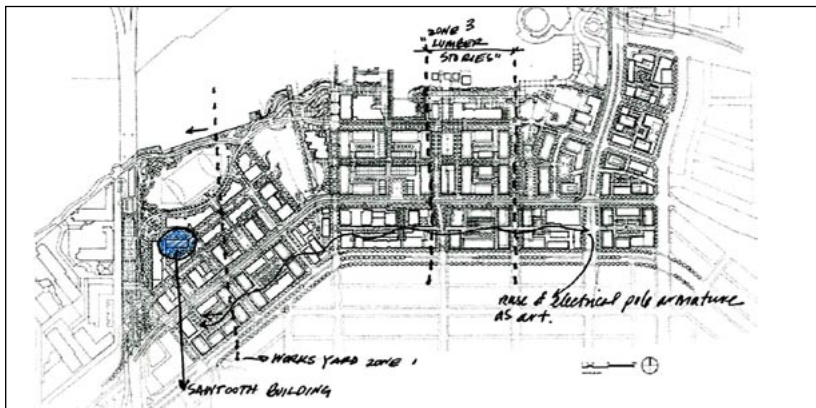 ZONE 3
"LUMBER
STORIES"
reuse of electrical pole armature
as art.
WORKS YARD ZONE 1
SAWTOOTH BUILDING